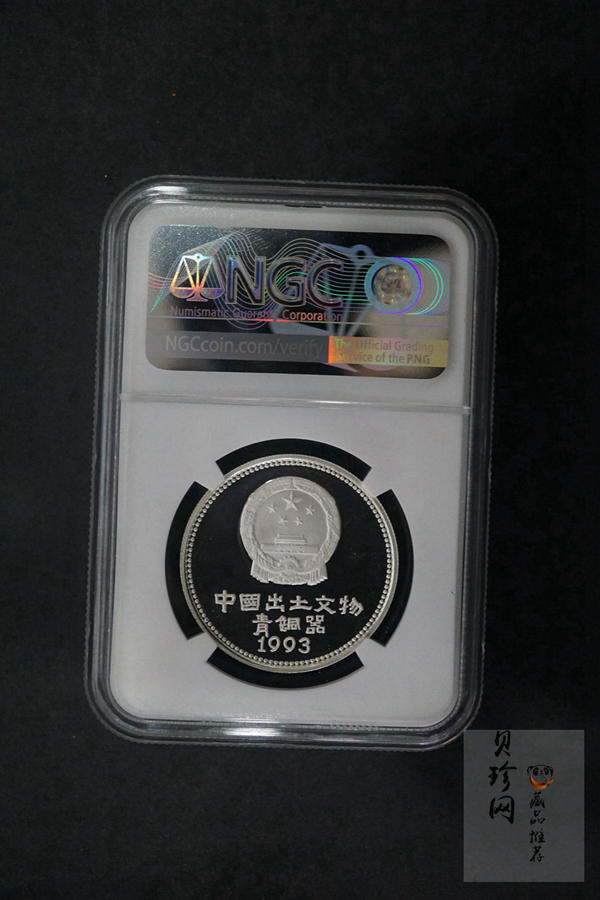 NGC
Numismatic Guaranty Corporation
NGCcoin.com/verify
The Official Grading
Service of the PNG
中國出土文物
青銅器
1993
贝珍网
藏品推荐